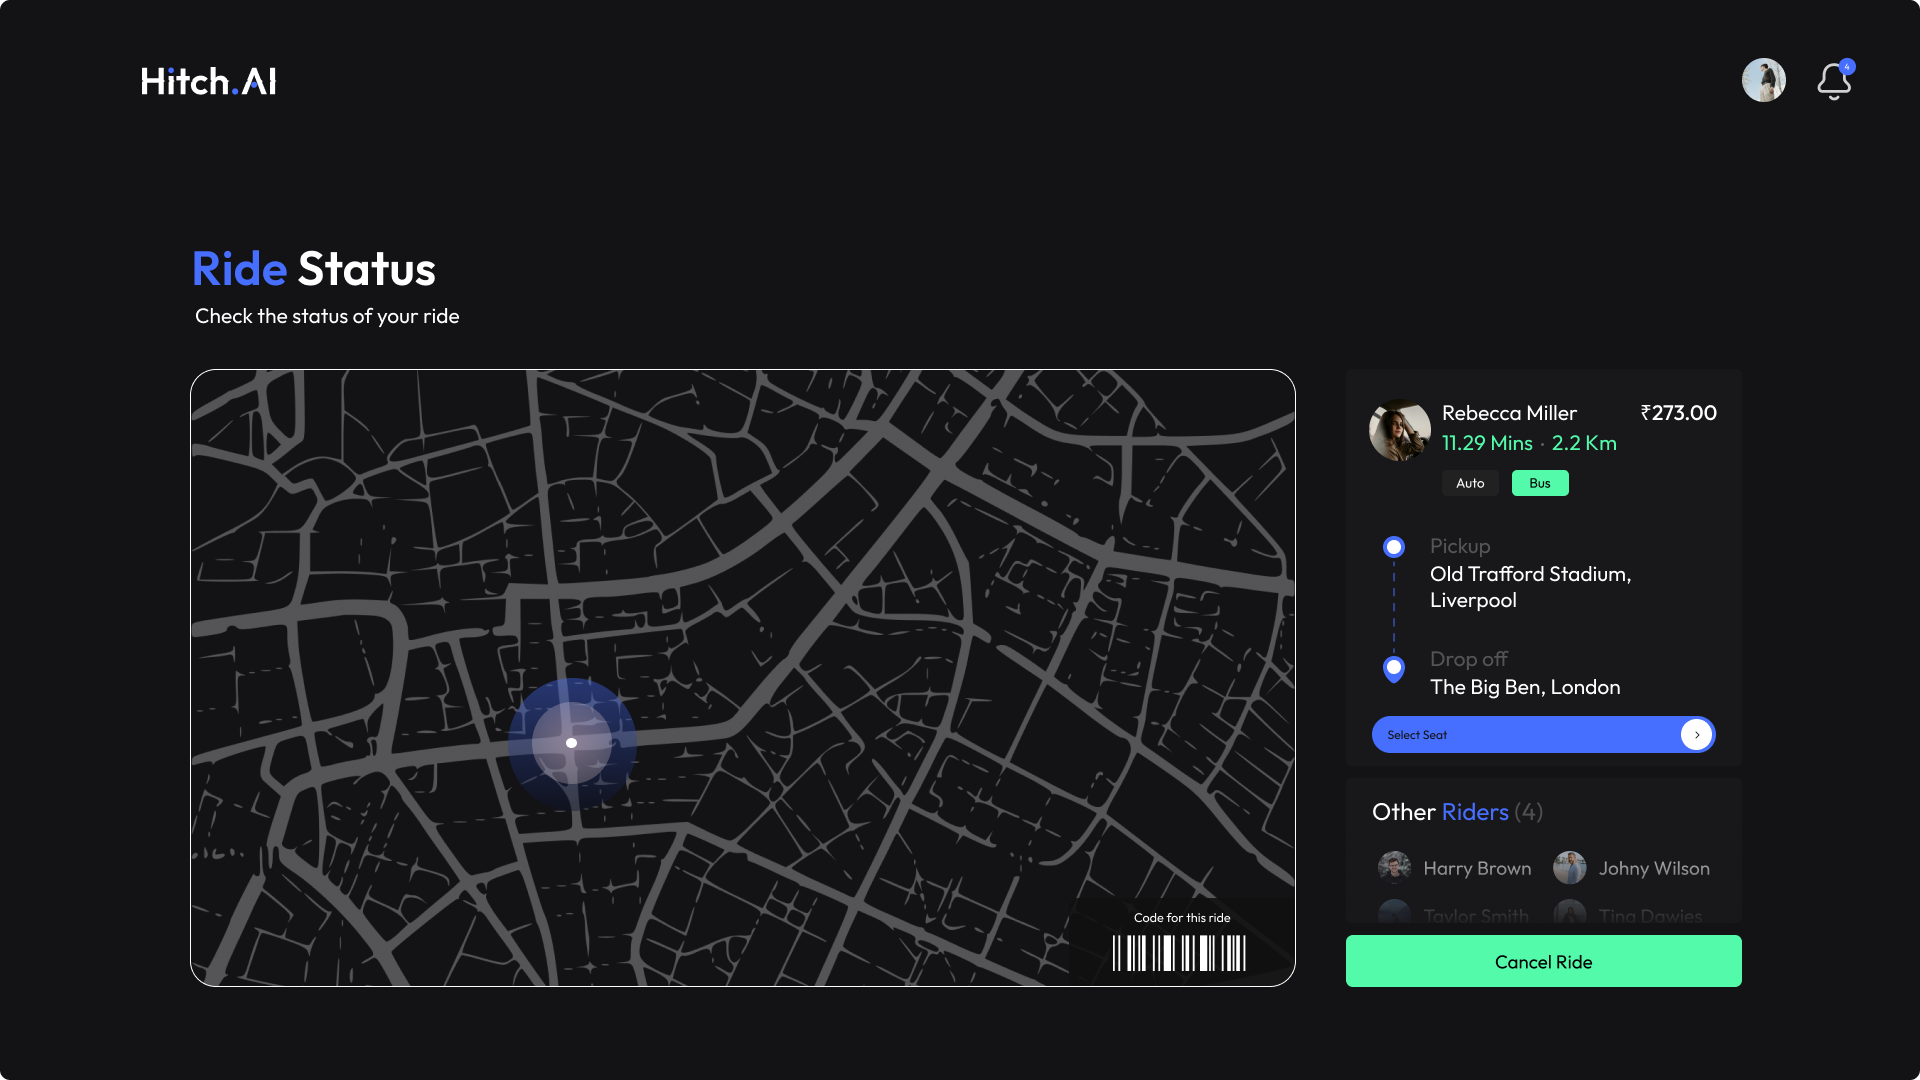 Hitch.AI
4
Ride Status
Check the status of your ride
Code for this ride
Rebecca Miller
₹273.00
11.29 Mins · 2.2 Km
Auto
Bus
Pickup
Old Trafford Stadium,
Liverpool
Drop off
The Big Ben, London
Select Seat
Other Riders (4)
Harry Brown
Johny Wilson
Taylor Smith
Tina Dawies
Cancel Ride